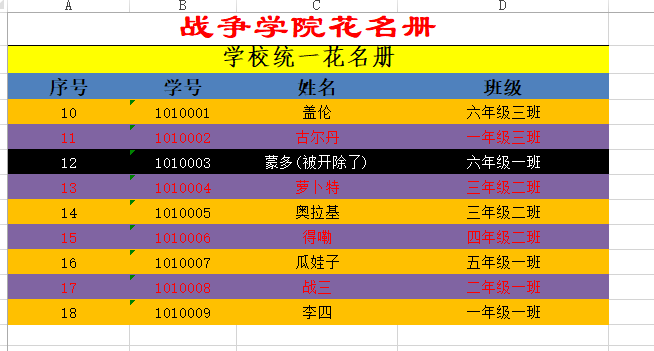 A B C D
战争学院花名册
学校统一花名册
序号 学号 姓名 班级
10 1010001 盖伦 六年级三班
11 1010002 古尔丹 一年级三班
12 1010003 蒙多(被开除了) 六年级一班
13 1010004 萝卜特 三年级二班
14 1010005 奥拉基 三年级二班
15 1010006 得嘞 四年级二班
16 1010007 瓜娃子 五年级一班
17 1010008 战三 二年级一班
18 1010009 李四 一年级一班